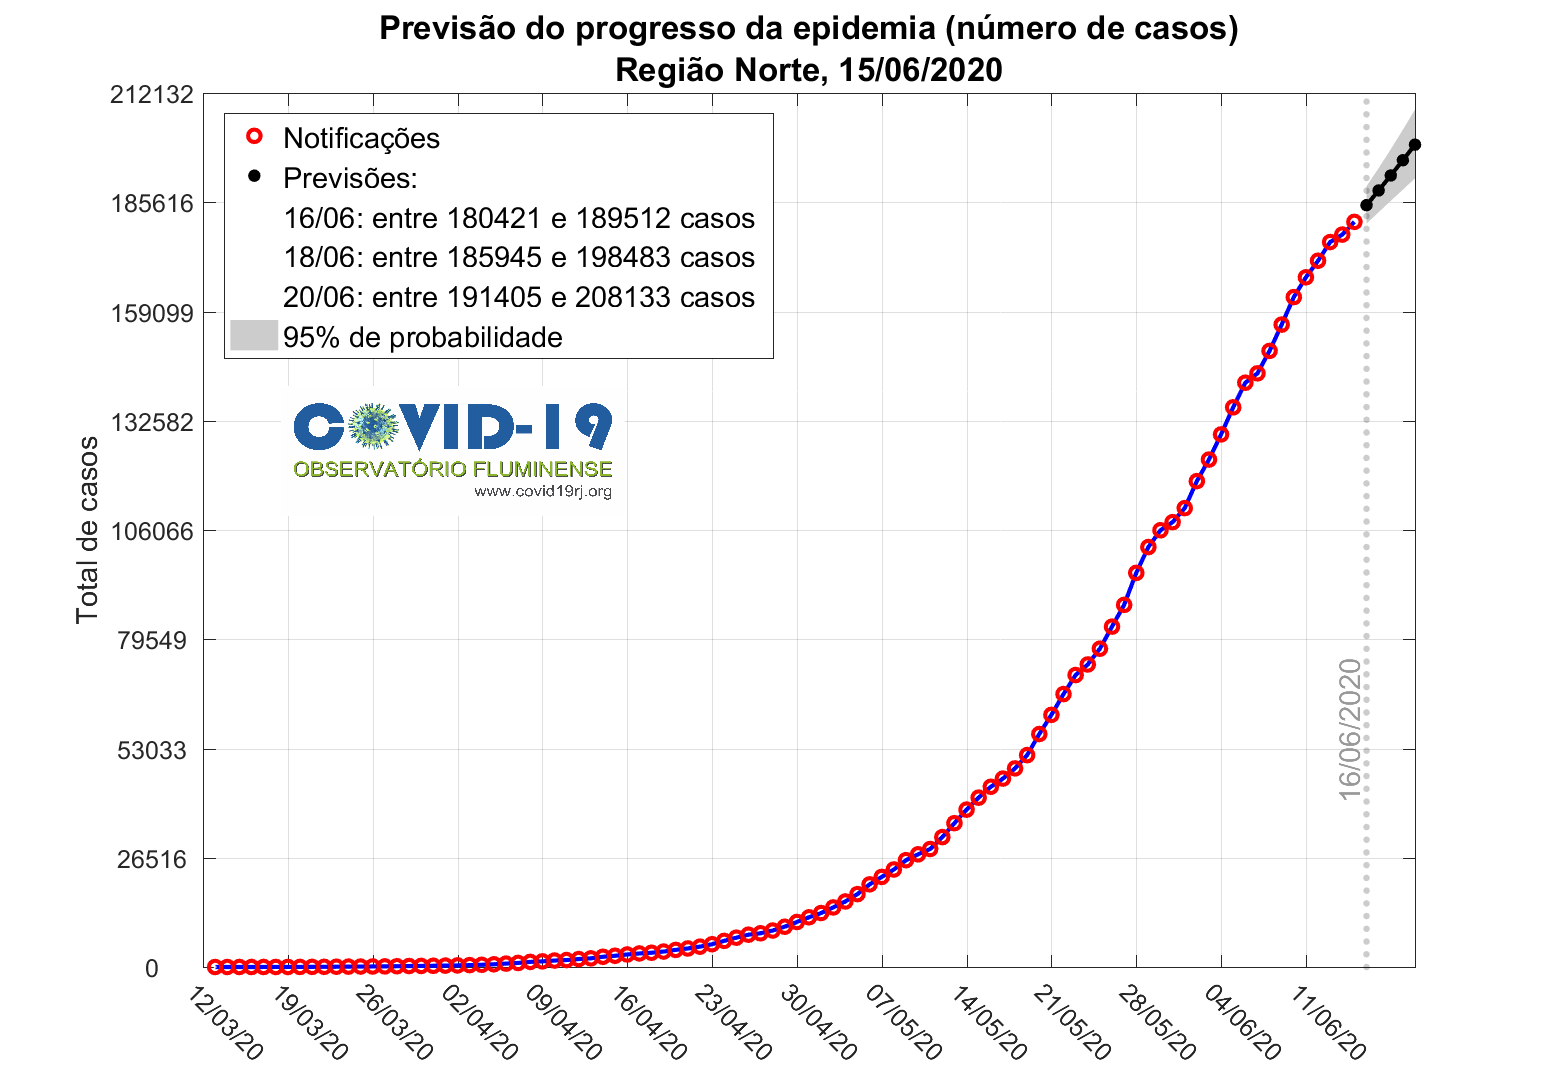 Previsão do progresso da epidemia (número de casos)
Região Norte, 15/06/2020
212132
185616
159099
132582
106066
79549
53033
26516
0
Total de casos
Notificações
Previsões:
16/06: entre 180421 e 189512 casos
18/06: entre 185945 e 198483 casos
20/06: entre 191405 e 208133 casos
95% de probabilidade
COVID-19
OBSERVATÓRIO FLUMINENSE
www.covid19rj.org
16/06/2020
12/03/20
19/03/20
26/03/20
02/04/20
09/04/20
16/04/20
23/04/20
30/04/20
07/05/20
14/05/20
21/05/20
28/05/20
04/06/20
11/06/20